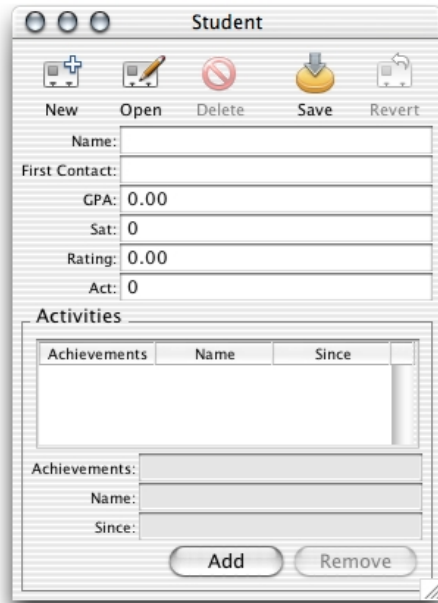 Student
New Open Delete Save Revert
Name:
First Contact:
GPA: 0.00
Sat: 0
Rating: 0.00
Act: 0
Activities
Achievements Name Since
Achievements:
Name:
Since:
Add Remove